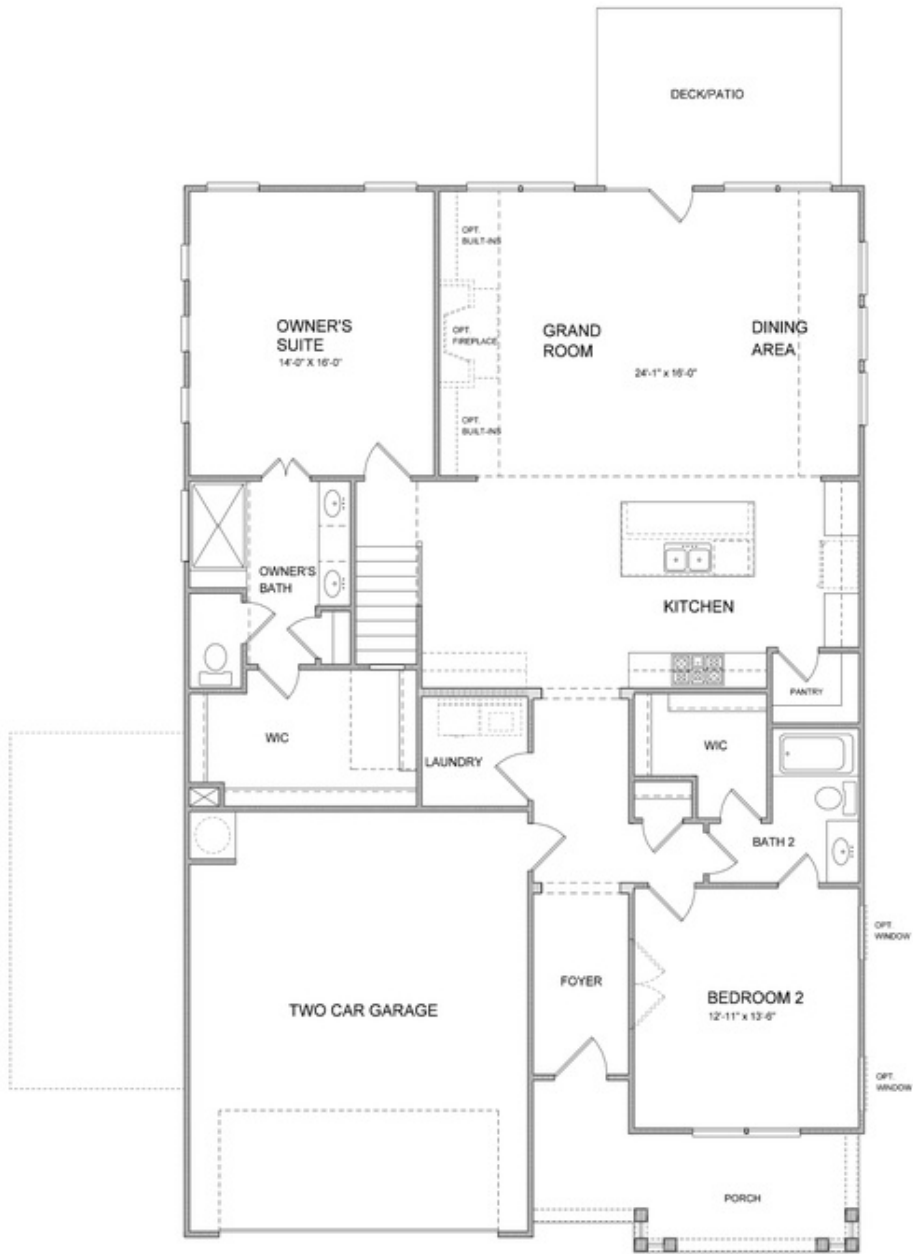 DECK/PATIO
OPT.
BUILT-INS
OWNER'S
SUITE
14'-0" X 16'-0"
OPT.
FIREPLACE
GRAND
ROOM
DINING
AREA
24'-1" x 16'-0"
OPT.
BUILT-INS
OWNER'S
BATH
KITCHEN
PANTRY
WIC
LAUNDRY
WIC
BATH 2
OPT.
WINDOW
TWO CAR GARAGE
FOYER
BEDROOM 2
12'-11" x 13'-6"
OPT.
WINDOW
PORCH